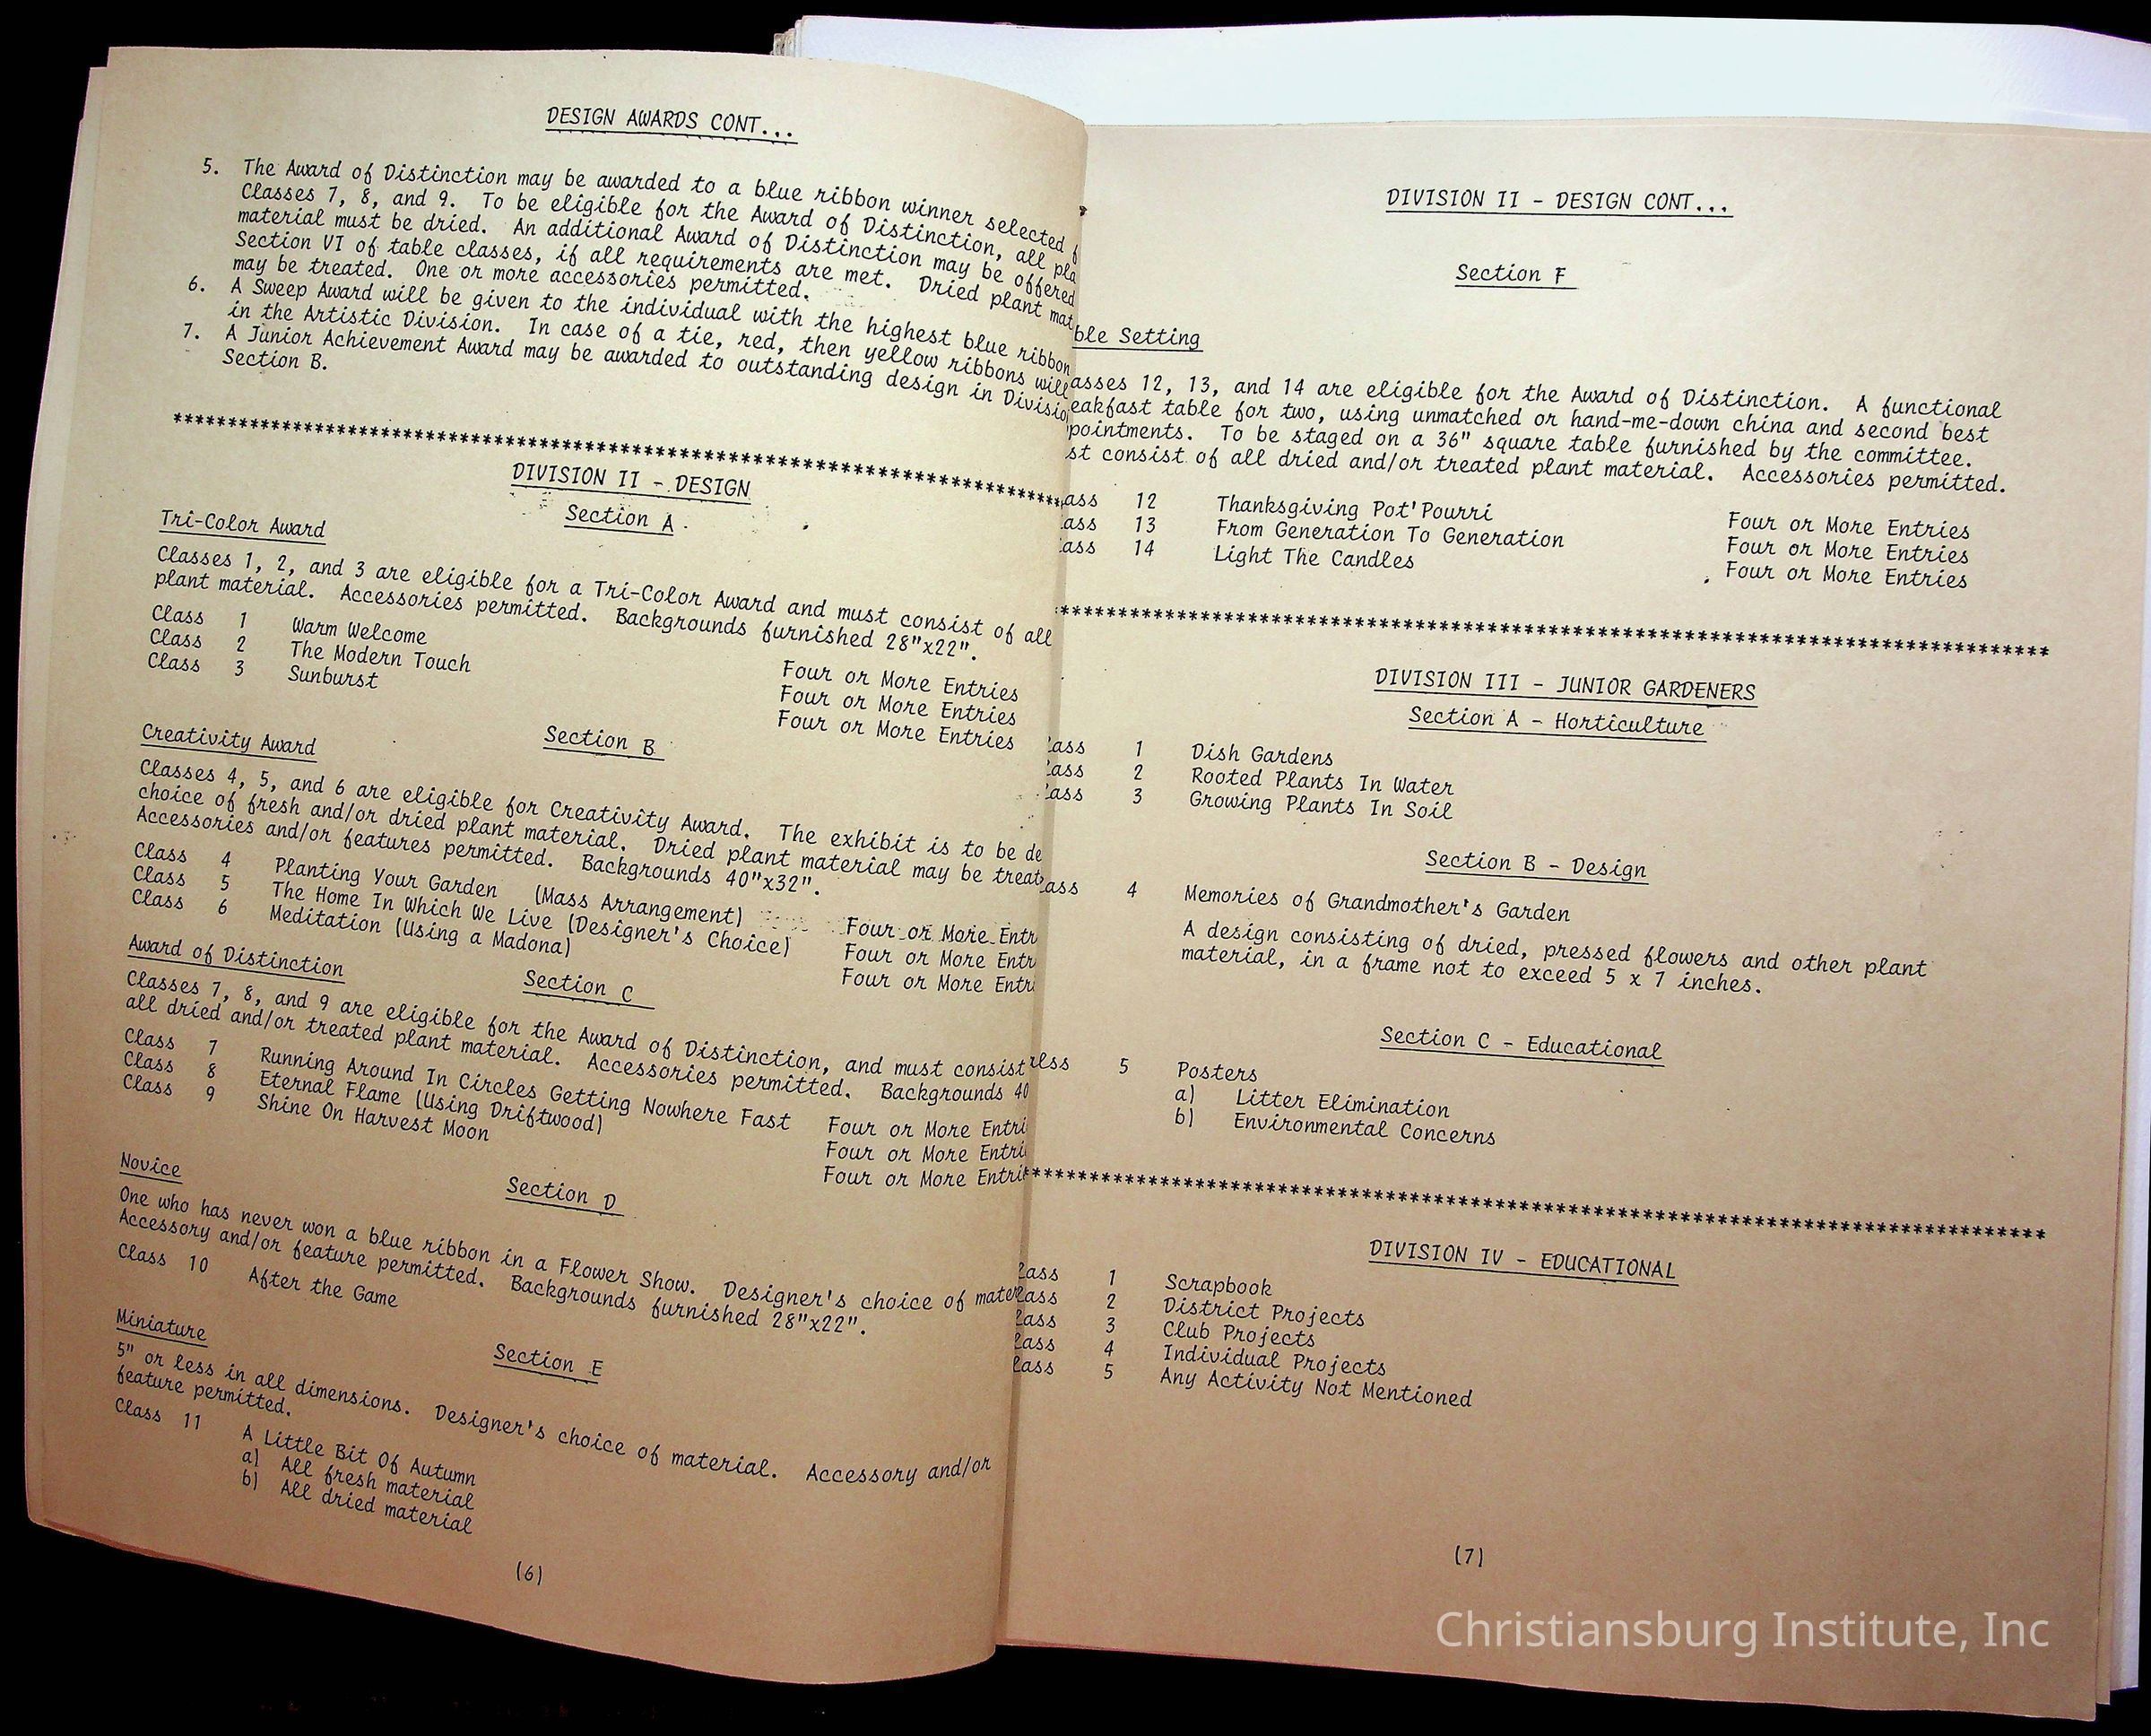 DESIGN AWARDS CONT...
5. The Award of Distinction may be awarded to a blue ribbon winner selected
Classes 7, 8, and 9. To be eligible for the Award of Distinction, all
material must be dried. An additional Award of Distinction may be offered
Section VI of table classes, if all requirements are met. Dried plant
may be treated. One or more accessories permitted.
6. A Sweep Award will be given to the individual with the highest blue ribbon
in the Artistic Division. In case of a tie, red, then yellow ribbons will
7. A Junior Achievement Award may be awarded to outstanding design in
Section B.
DIVISION II - DESIGN
Section A
Tri-Color Award
Classes 1, 2, and 3 are eligible for a Tri-Color Award and must consist of all
plant material. Accessories permitted. Backgrounds furnished 28"x22".
Class 1 Warm Welcome Four or More Entries
Class 2 The Modern Touch Four or More Entries
Class 3 Sunburst Four or More Entries
Section B
Creativity Award
Classes 4, 5, and 6 are eligible for Creativity Award. The exhibit is to be
choice of fresh and/or dried plant material. Dried plant material may be
Accessories and/or features permitted. Backgrounds 40"x32".
Class 4 Planting Your Garden (Mass Arrangement) Four or More
Class 5 The Home In Which We Live (Designer's Choice) Four or More
Class 6 Meditation (Using a Madona) Four or More
Section C
Award of Distinction
Classes 7, 8, and 9 are eligible for the Award of Distinction, and must consist
all dried and/or treated plant material. Accessories permitted. Backgrounds 40
Class 7 Running Around In Circles Getting Nowhere Fast Four or More
Class 8 Eternal Flame (Using Driftwood) Four or More
Class 9 Shine On Harvest Moon Four or More
Section D
Novice
One who has never won a blue ribbon in a Flower Show. Designer's choice of
Accessory and/or feature permitted. Backgrounds furnished 28"x22".
Class 10 After the Game
Section E
Miniature
5" or less in all dimensions. Designer's choice of material. Accessory and/or
feature permitted.
Class 11 A Little Bit Of Autumn
a) All fresh material
b) All dried material
(6)
DIVISION II - DESIGN CONT...
Section F
Setting
12, 13, and 14 are eligible for the Award of Distinction. A functional
table for two, using unmatched or hand-me-down china and second best
To be staged on a 36" square table furnished by the committee.
consist of all dried and/or treated plant material. Accessories permitted.
12 Thanksgiving Pot'Pourri Four or More Entries
13 From Generation To Generation Four or More Entries
14 Light The Candles Four or More Entries
DIVISION III - JUNIOR GARDENERS
Section A - Horticulture
1 Dish Gardens
2 Rooted Plants In Water
3 Growing Plants In Soil
Section B - Design
4 Memories of Grandmother's Garden
A design consisting of dried, pressed flowers and other plant
material, in a frame not to exceed 5 x 7 inches.
Section C - Educational
5 Posters
a) Litter Elimination
b) Environmental Concerns
DIVISION IV - EDUCATIONAL
1 Scrapbook
2 District Projects
3 Club Projects
4 Individual Projects
5 Any Activity Not Mentioned
(7)
Christiansburg Institute, Inc